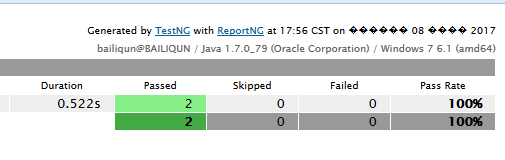 Generated by TestNG with ReportNG at 17:56 CST on ������ 08 ���� 2017
bailiqun@BAILIQUN / Java 1.7.0_79 (Oracle Corporation) / Windows 7 6.1 (amd64)
Duration Passed Skipped Failed Pass Rate
0.522s 2 0 0 100%
2 0 0 100%